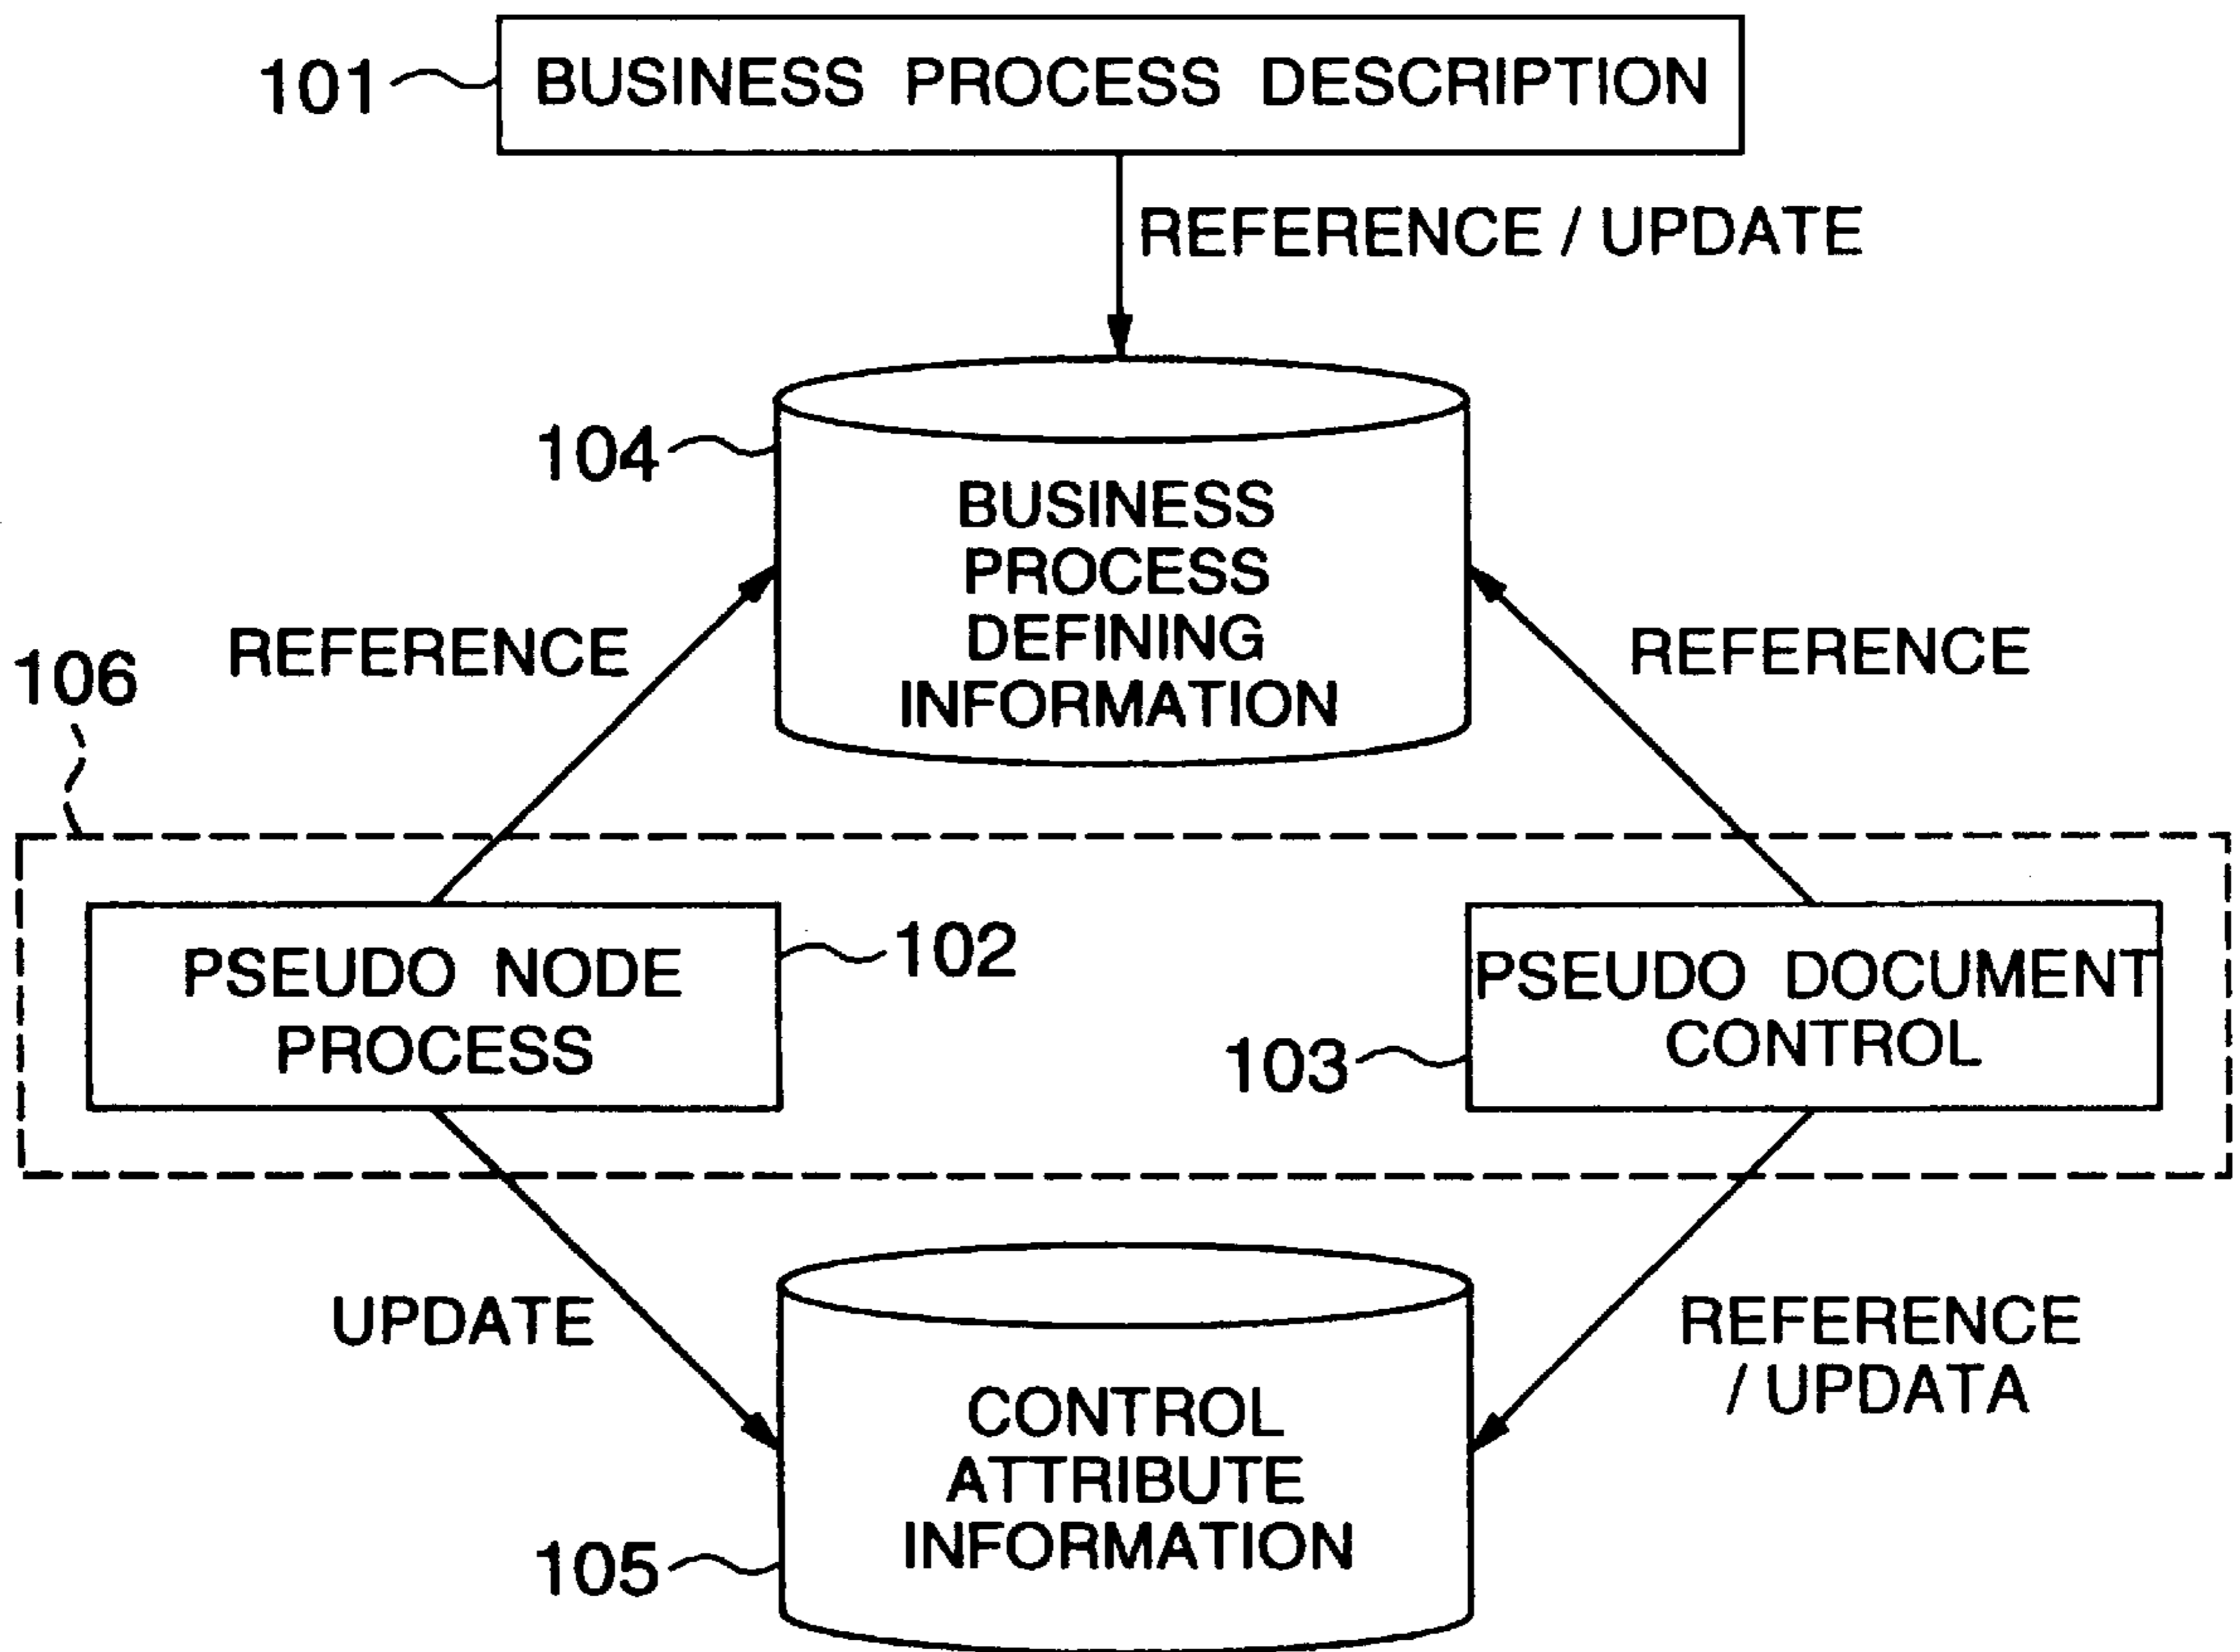 101
BUSINESS PROCESS DESCRIPTION
REFERENCE / UPDATE
104
BUSINESS
PROCESS
DEFINING
INFORMATION
REFERENCE
REFERENCE
106
PSEUDO NODE
PROCESS
102
PSEUDO DOCUMENT
CONTROL
103
UPDATE
REFERENCE
/ UPDATA
CONTROL
ATTRIBUTE
INFORMATION
105